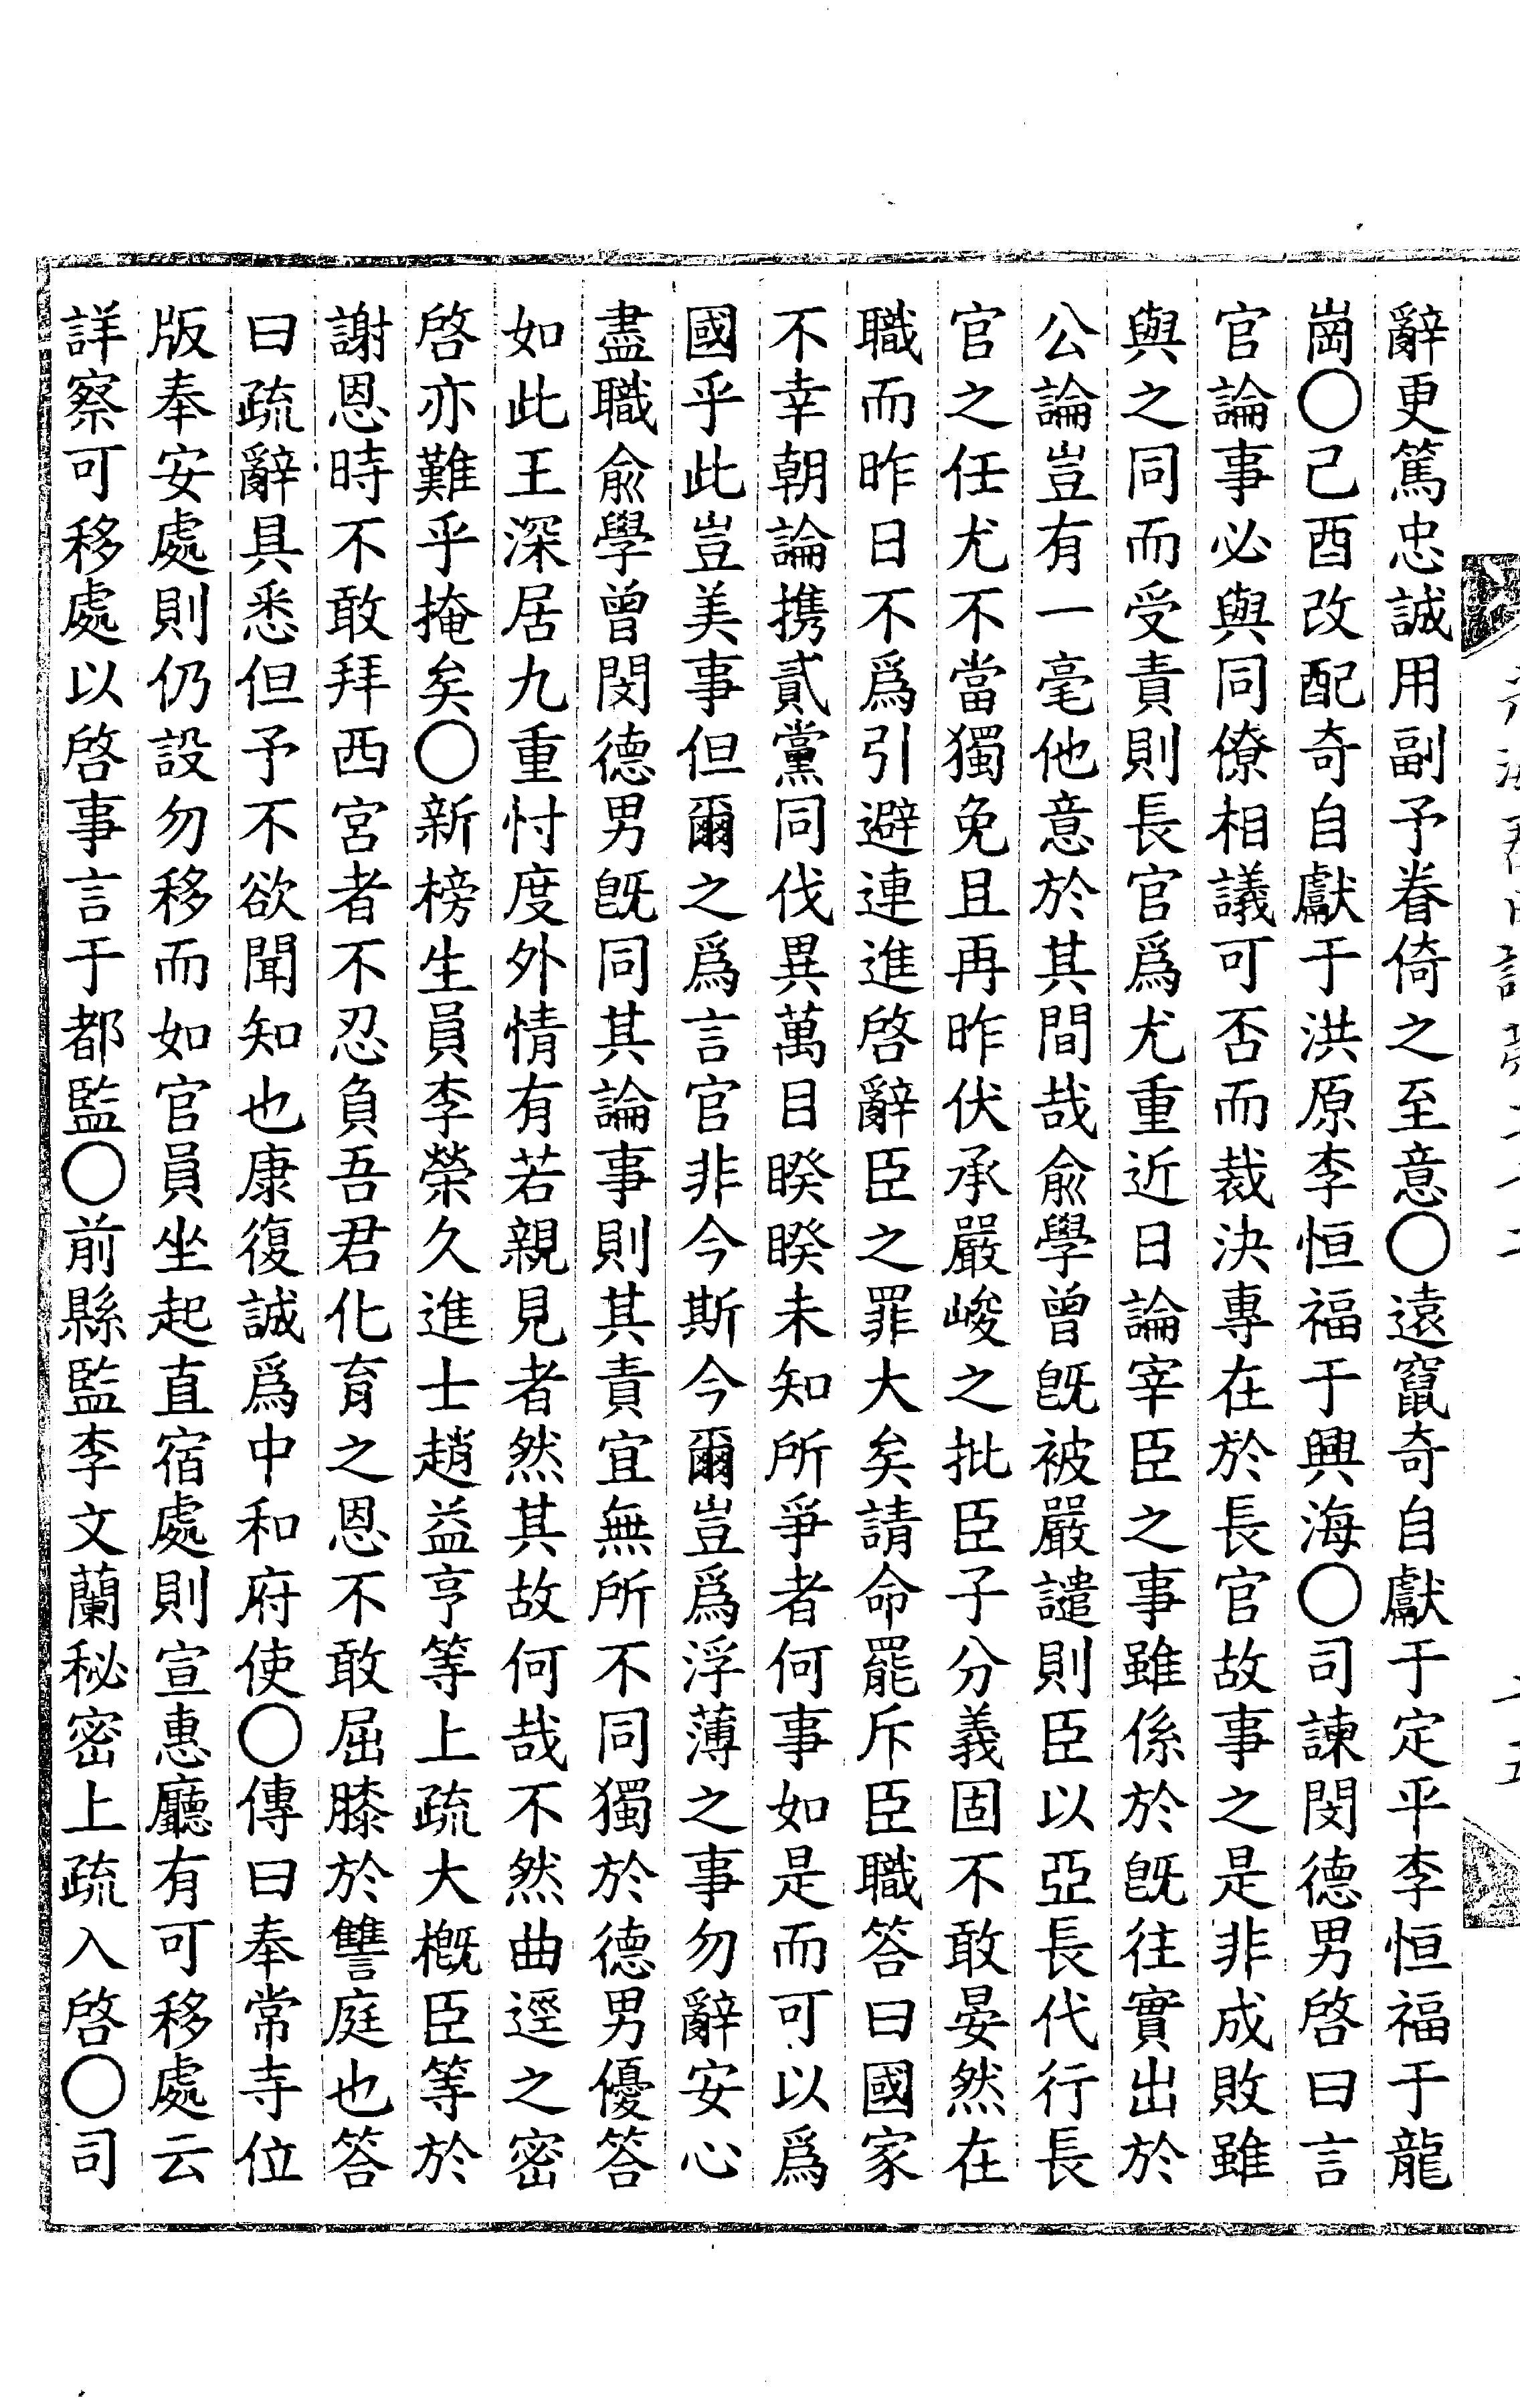 辭更篤忠誠用副予眷倚之至意○遠竄奇自獻于定平李恒福于龍
崗○己酉改配奇自獻于洪原李恒福于興海○司諫閔德男啓曰言
官論事必與同僚相議可否而裁決專在於長官故事之是非成敗雖
與之同而受責則長官爲尤重近日論宰臣之事雖係於旣往實出於
公論豈有一毫他意於其間哉兪學曾旣被嚴譴則臣以亞長代行長
官之任尤不當獨免且再昨伏承嚴峻之批臣子分義固不敢晏然在
職而昨日不爲引避連進啓辭臣之罪大矣請命罷斥臣職答曰國家
不幸朝論携貳黨同伐異萬目睽睽未知所爭者何事如是而可以爲
國乎此豈美事但爾之爲言官非今斯今爾豈爲浮薄之事勿辭安心
盡職兪學曾閔德男旣同其論事則其責宜無所不同獨於德男優答
如此王深居九重忖度外情有若親見者然其故何哉不然曲逕之密
啓亦難乎掩矣○新榜生員李榮久進士趙益亨等上疏大槪臣等於
謝恩時不敢拜西宮者不忍負吾君化育之恩不敢屈膝於讐庭也答
曰疏辭具悉但予不欲聞知也康復誠爲中和府使○傳曰奉常寺位
版奉安處則仍設勿移而如官員坐起直宿處則宣惠廳有可移處云
詳察可移處以啓事言于都監○前縣監李文蘭秘密上疏入啓○司